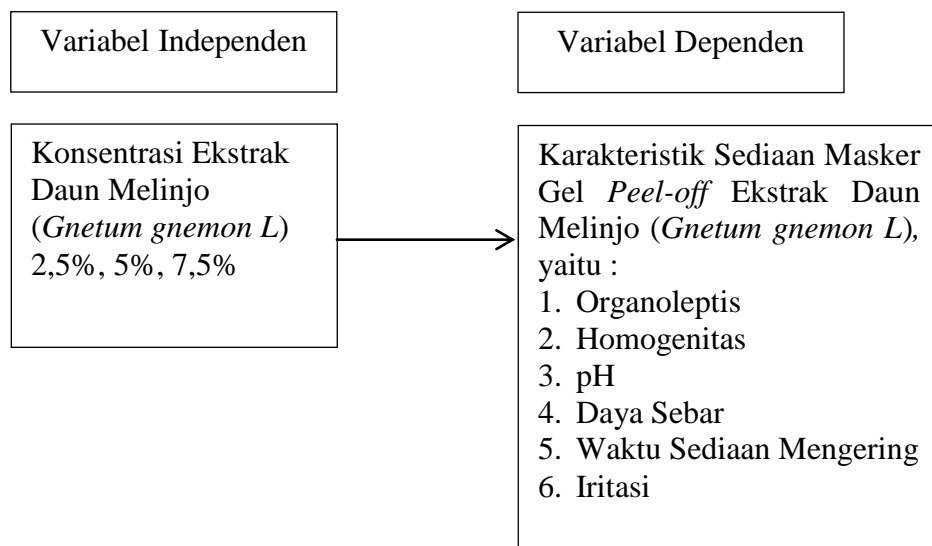 Variabel Independen
Variabel Dependen
Konsentrasi Ekstrak
Daun Melinjo
(Gnetum gnemon L)
2,5%, 5%, 7,5%
Karakteristik Sediaan Masker
Gel Peel-off Ekstrak Daun
Melinjo (Gnetum gnemon L),
yaitu :
1. Organoleptis
2. Homogenitas
3. pH
4. Daya Sebar
5. Waktu Sediaan Mengering
6. Iritasi